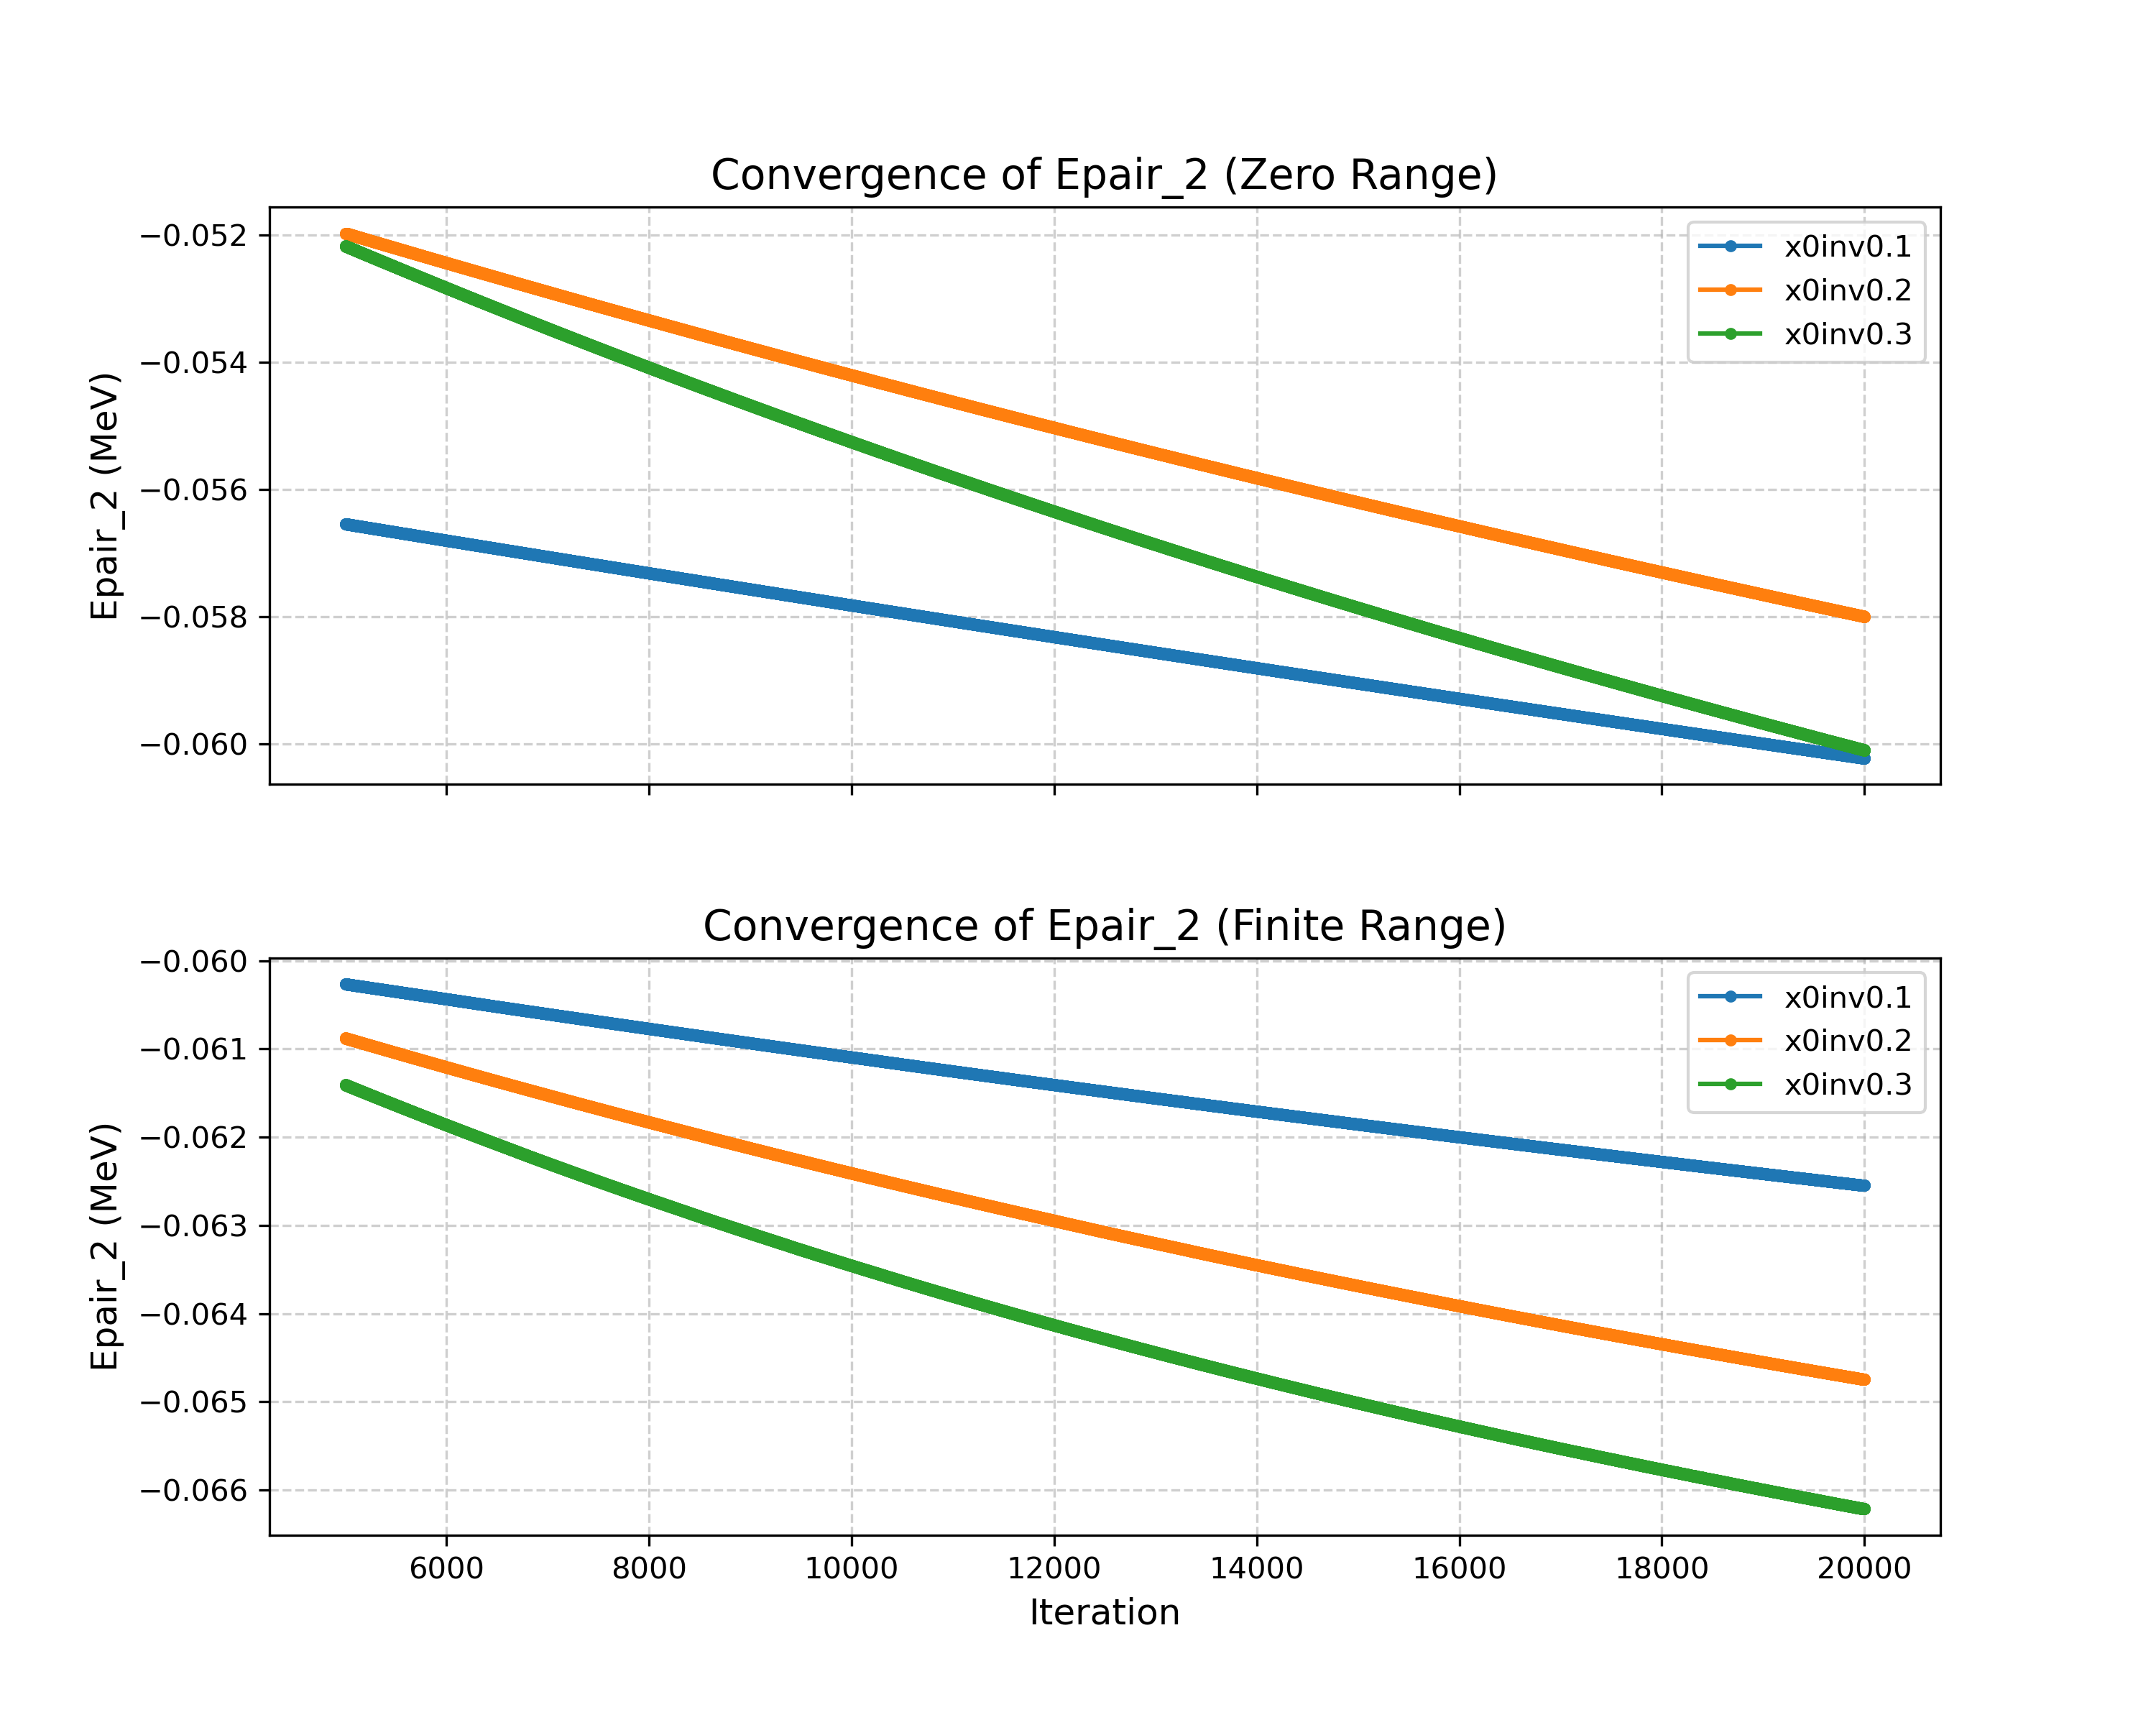 Convergence of Epair_2 (Zero Range)
−0.052
−0.054
−0.056
−0.058
−0.060
Epair_2 (MeV)
x0inv0.1
x0inv0.2
x0inv0.3
Convergence of Epair_2 (Finite Range)
−0.060
−0.061
−0.062
−0.063
−0.064
−0.065
−0.066
Epair_2 (MeV)
x0inv0.1
x0inv0.2
x0inv0.3
6000 8000 10000 12000 14000 16000 18000 20000
Iteration